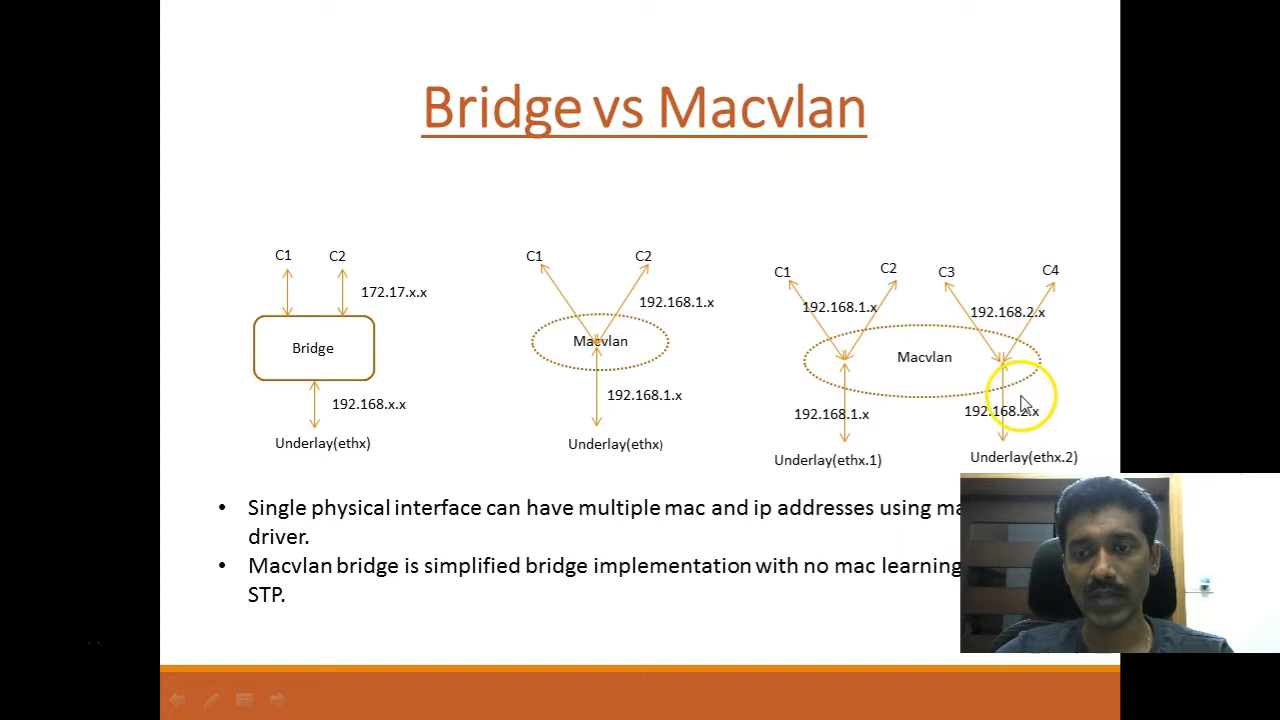 Bridge vs Macvlan
C1 C2
172.17.x.x
Bridge
192.168.x.x
Underlay(ethx)
C1 C2
192.168.1.x
Macvlan
192.168.1.x
Underlay(ethx)
C1 C2 C3 C4
192.168.1.x 192.168.2.x
Macvlan
192.168.1.x 192.168.2.x
Underlay(ethx.1) Underlay(ethx.2)
• Single physical interface can have multiple mac and ip addresses using
driver.
• Macvlan bridge is simplified bridge implementation with no mac learning
STP.